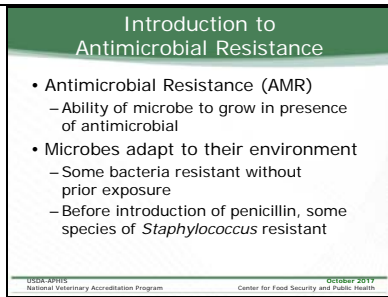 Introduction to
Antimicrobial Resistance
• Antimicrobial Resistance (AMR)
– Ability of microbe to grow in presence
of antimicrobial
• Microbes adapt to their environment
– Some bacteria resistant without
prior exposure
– Before introduction of penicillin, some
species of Staphylococcus resistant
USDA-APHIS October 2017
National Veterinary Accreditation Program Center for Food Security and Public Health